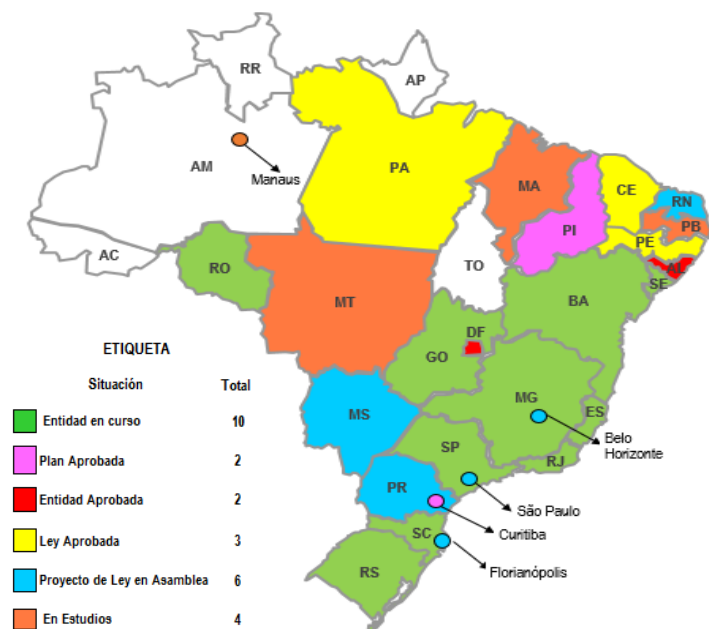 RR
AP
AM
Manaus
PA
MA
CE
RN
PB
PI
PE
AL
SE
AC
RO
TO
BA
MT
DF
GO
MG
ES
Belo
Horizonte
MS
SP
RJ
São Paulo
PR
Curitiba
SC
Florianópolis
RS
ETIQUETA
Situación Total
Entidad en curso 10
Plan Aprobada 2
Entidad Aprobada 2
Ley Aprobada 3
Proyecto de Ley en Asamblea 6
En Estudios 4